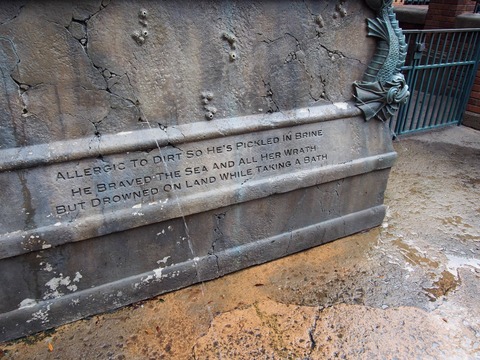 Allergic To Dirt So He's Pickled In Brine
He Braved The Sea And All Her Wrath
But Drowned On Land While Taking A Bath